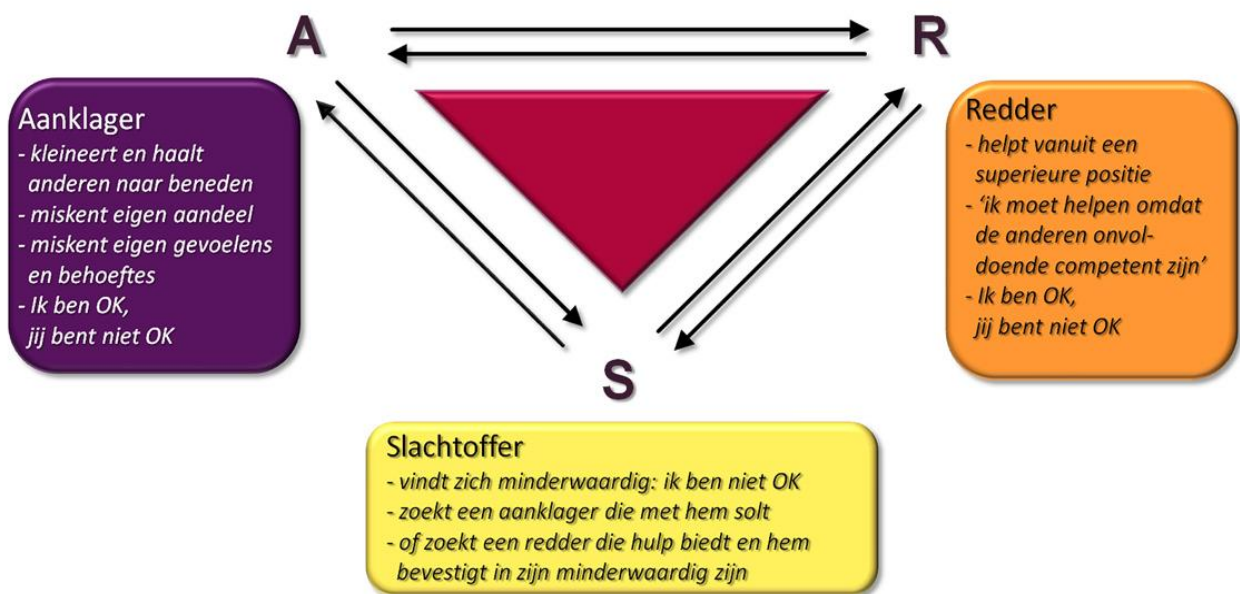 A
R
Aanklager
- kleineert en haalt
anderen naar beneden
- miskent eigen aandeel
- miskent eigen gevoelens
en behoeftes
- Ik ben OK,
jij bent niet OK
Redder
- helpt vanuit een
superieure positie
- ‘ik moet helpen omdat
de anderen onvol-
doende competent zijn’
- Ik ben OK,
jij bent niet OK
S
Slachtoffer
- vindt zich minderwaardig: ik ben niet OK
- zoekt een aanklager die met hem solt
- of zoekt een redder die hulp biedt en hem
bevestigt in zijn minderwaardig zijn